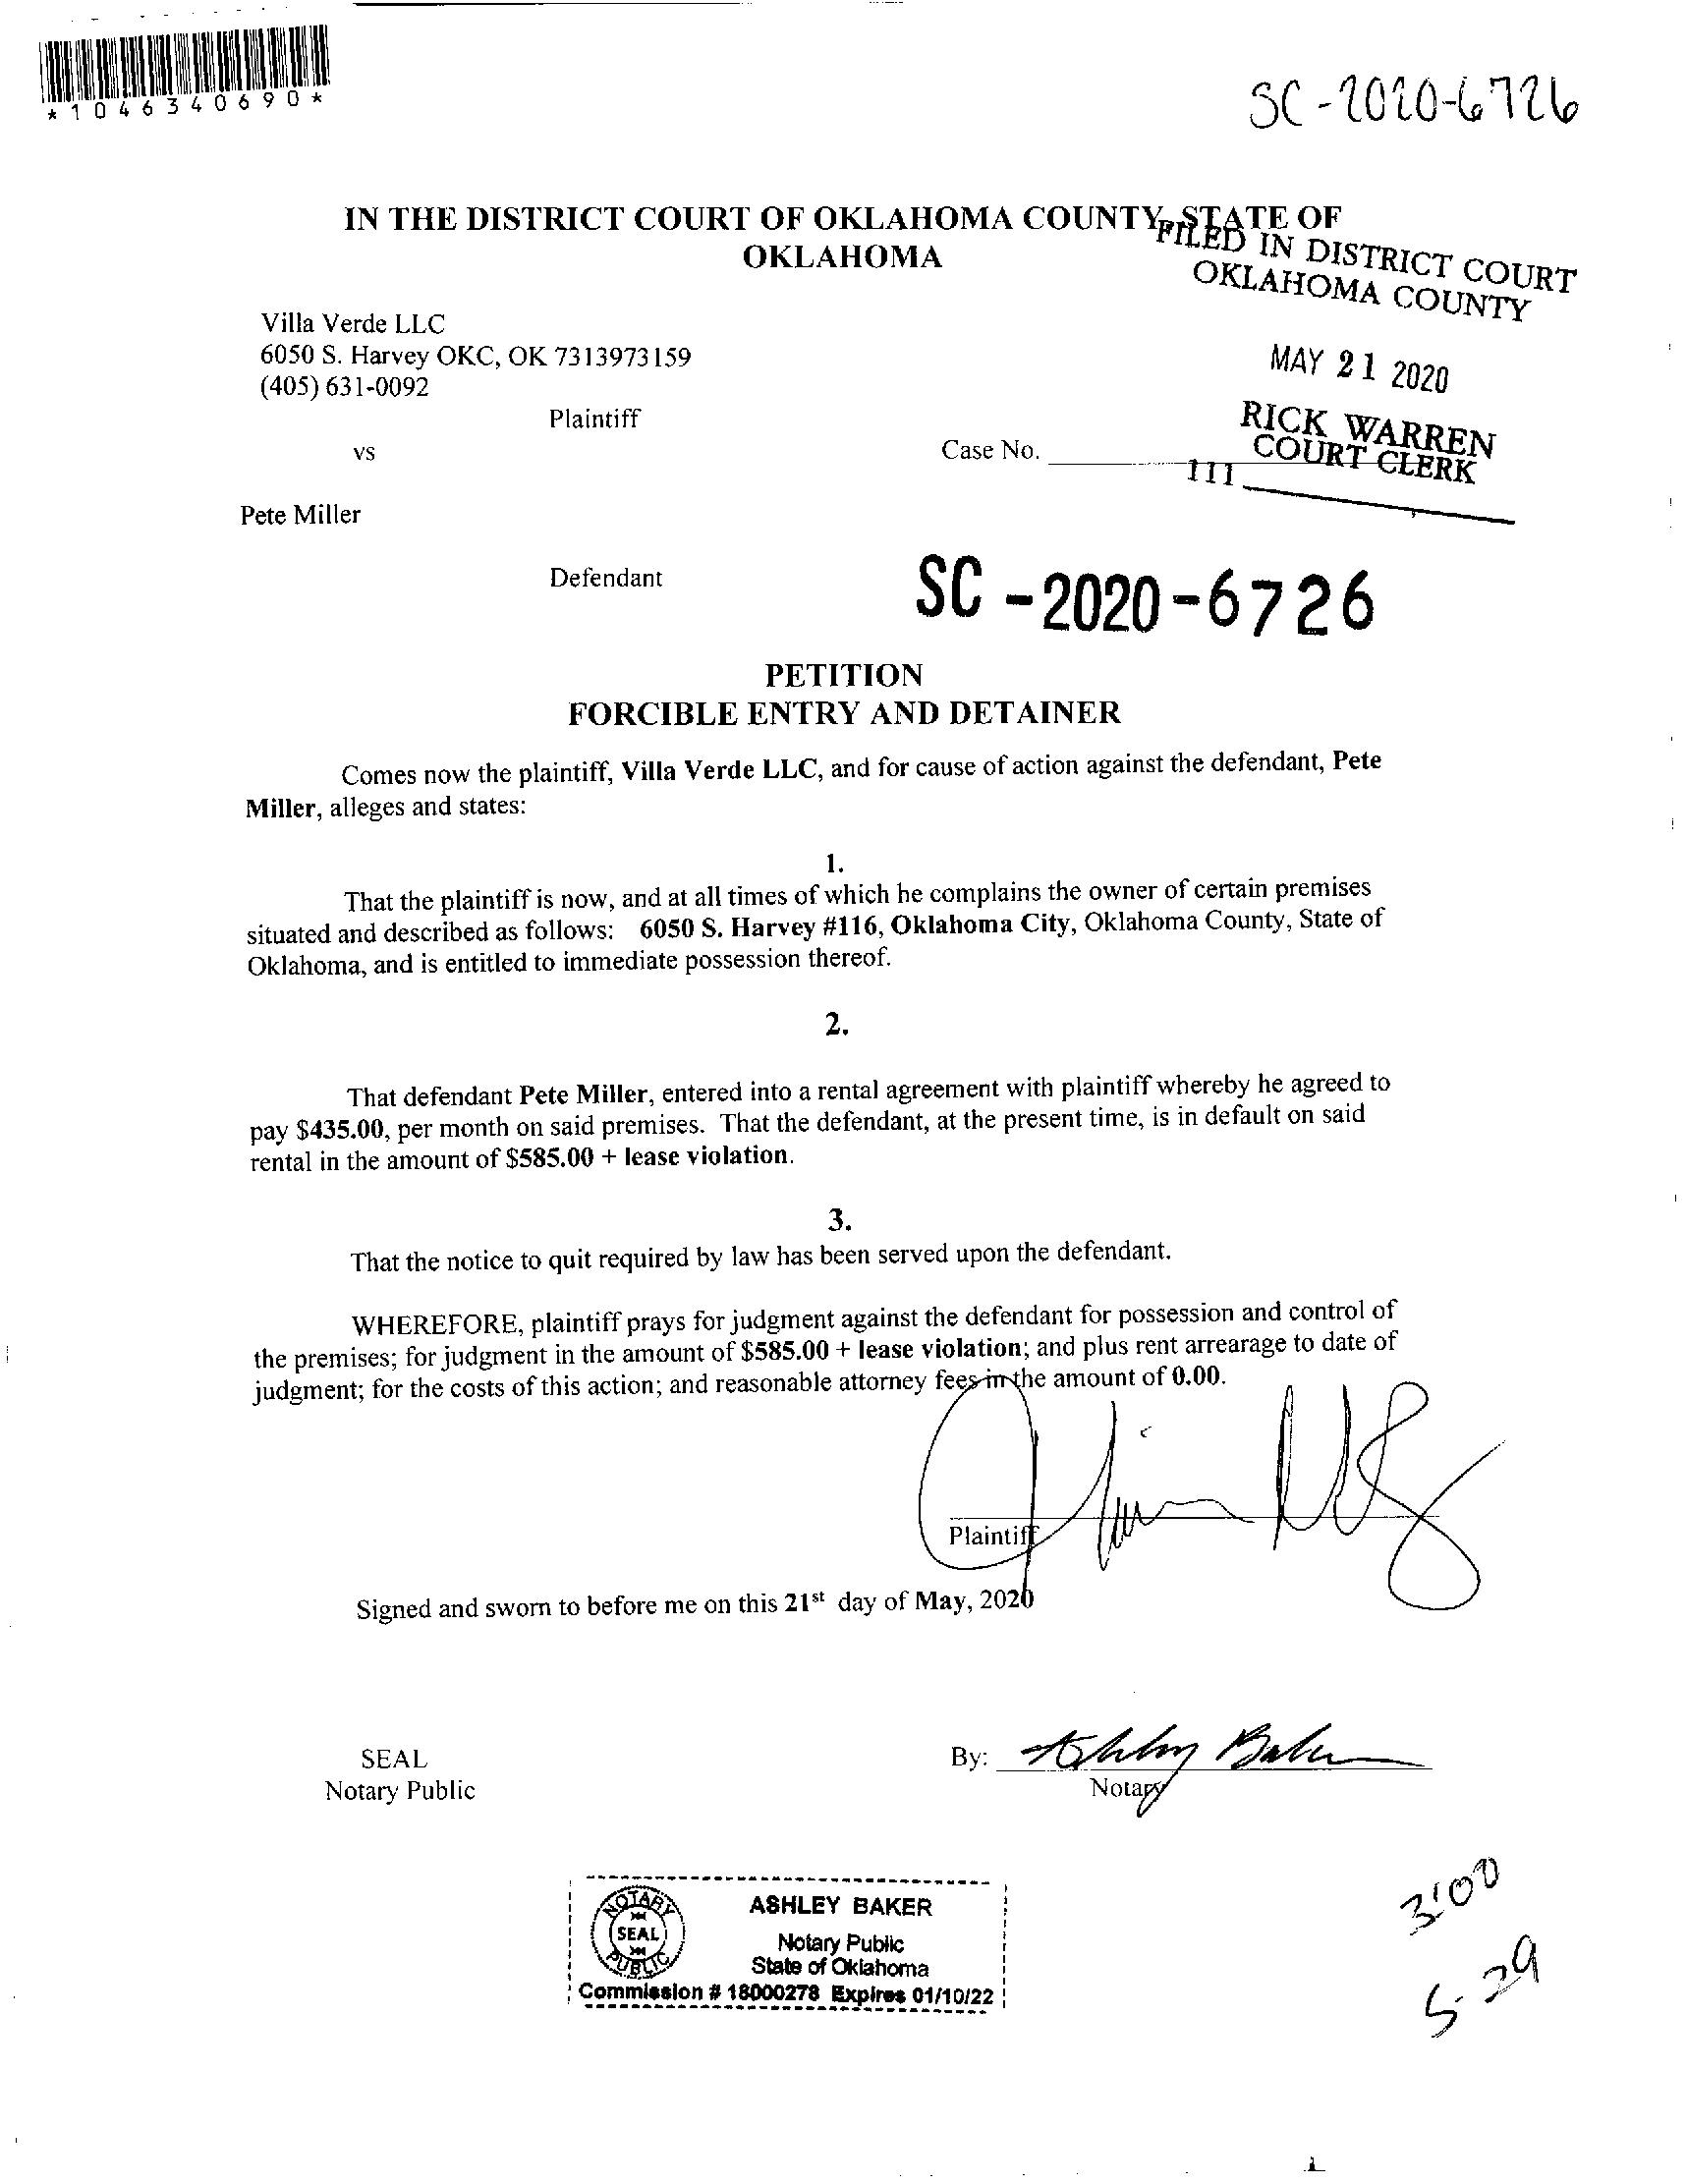 *1046340690*
SC-2020-6726
IN THE DISTRICT COURT OF OKLAHOMA COUNTY, STATE OF
OKLAHOMA
FILED IN DISTRICT COURT
OKLAHOMA COUNTY
Villa Verde LLC
6050 S. Harvey OKC, OK 7313973159
(405) 631-0092
MAY 21 2020
Plaintiff
RICK WARREN
COURT CLERK
vs
Case No.
111
Pete Miller
Defendant
SC-2020-6726
PETITION
FORCIBLE ENTRY AND DETAINER
Comes now the plaintiff, Villa Verde LLC, and for cause of action against the defendant, Pete
Miller, alleges and states:
1.
That the plaintiff is now, and at all times of which he complains the owner of certain premises
situated and described as follows: 6050 S. Harvey #116, Oklahoma City, Oklahoma County, State of
Oklahoma, and is entitled to immediate possession thereof.
2.
That defendant Pete Miller, entered into a rental agreement with plaintiff whereby he agreed to
pay $435.00, per month on said premises. That the defendant, at the present time, is in default on said
rental in the amount of $585.00 + lease violation.
3.
That the notice to quit required by law has been served upon the defendant.
WHEREFORE, plaintiff prays for judgment against the defendant for possession and control of
the premises; for judgment in the amount of $585.00 + lease violation; and plus rent arrearage to date of
judgment; for the costs of this action; and reasonable attorney fees in the amount of 0.00.
Plaintiff
Signed and sworn to before me on this 21st day of May, 2020
SEAL
Notary Public
By: Ashley Baker
Notary
NOTARY PUBLIC
SEAL
ASHLEY BAKER
Notary Public
State of Oklahoma
Commission # 18000278 Expires 01/10/22
3:00
5-29